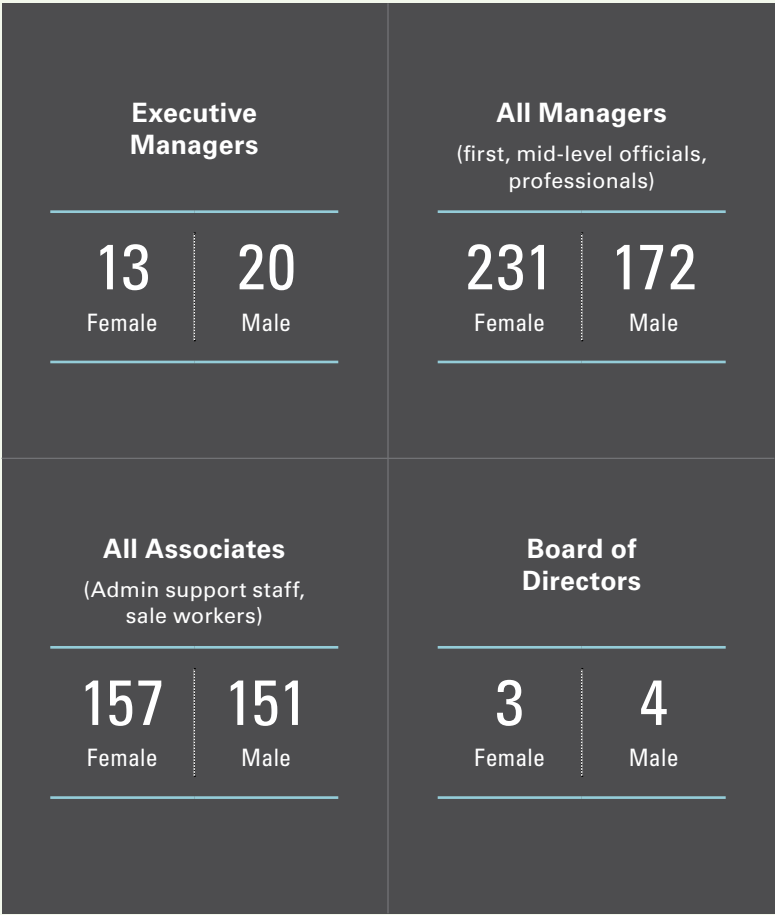 Executive
Managers
13
Female
20
Male
All Managers
(first, mid-level officials,
professionals)
231
Female
172
Male
All Associates
(Admin support staff,
sale workers)
157
Female
151
Male
Board of
Directors
3
Female
4
Male